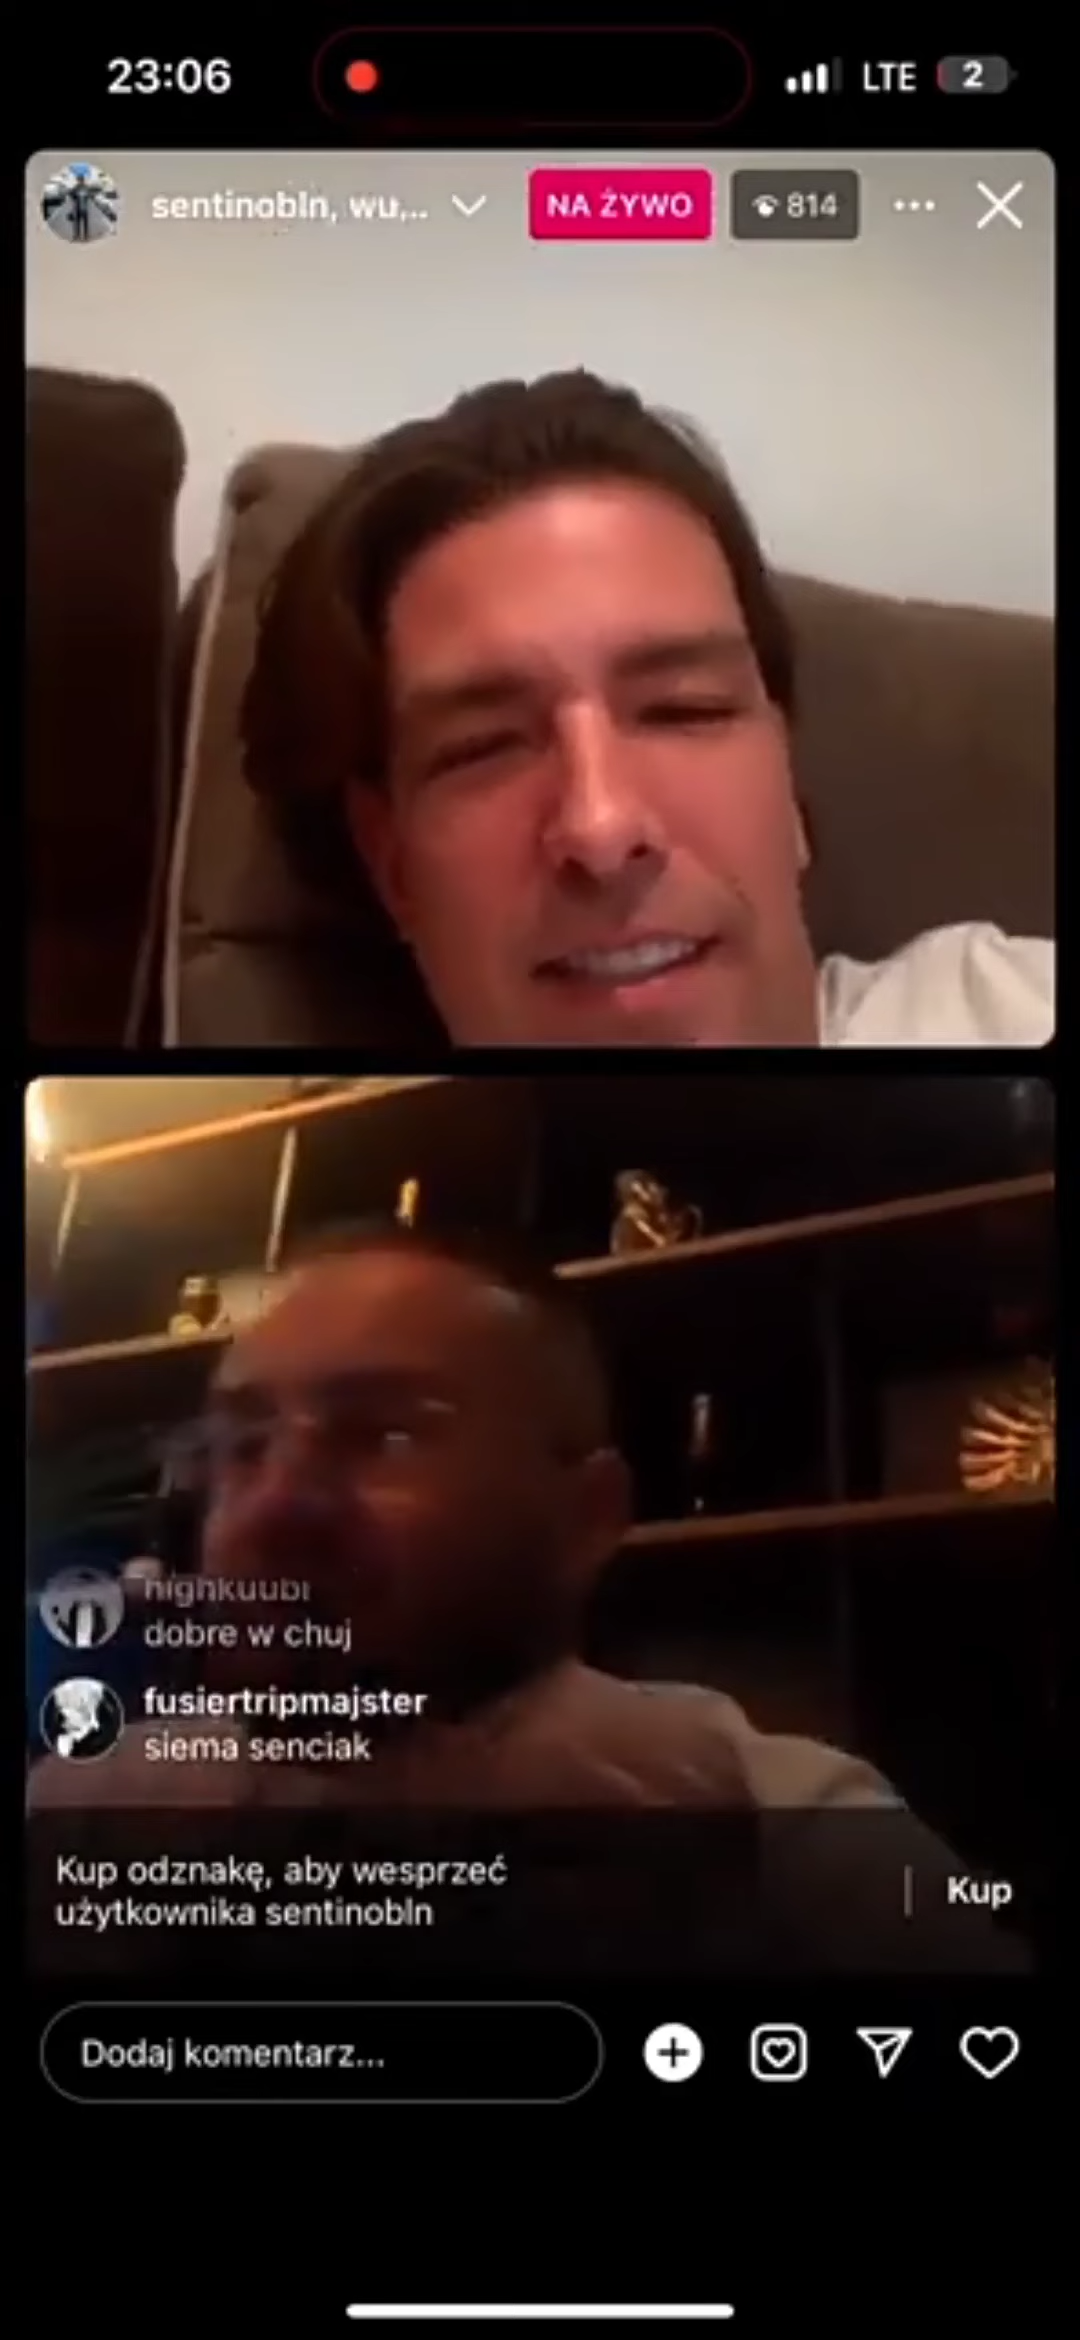 23:06
LTE
2
sentinobln, wu,...
NA ŻYWO
814
highkuubi
dobre w chuj
fusiertripmajster
siema senciak
Kup odznakę, aby wesprzeć
użytkownika sentinobln
Kup
Dodaj komentarz...